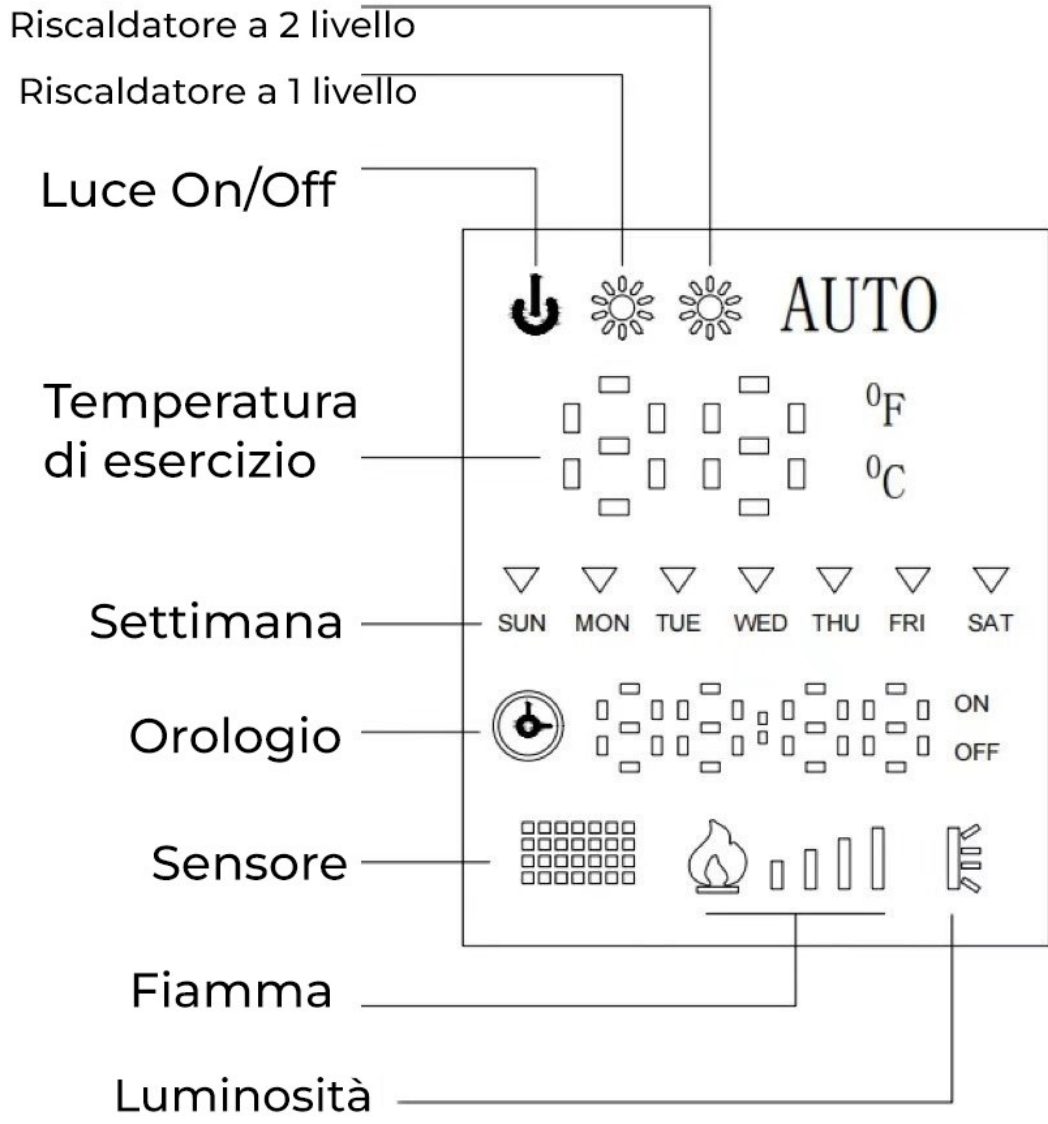 Riscaldatore a 2 livello
Riscaldatore a 1 livello
Luce On/Off
AUTO
Temperatura
di esercizio
⁰F
⁰C
Settimana
SUN MON TUE WED THU FRI SAT
Orologio
ON
OFF
Sensore
Fiamma
Luminosità